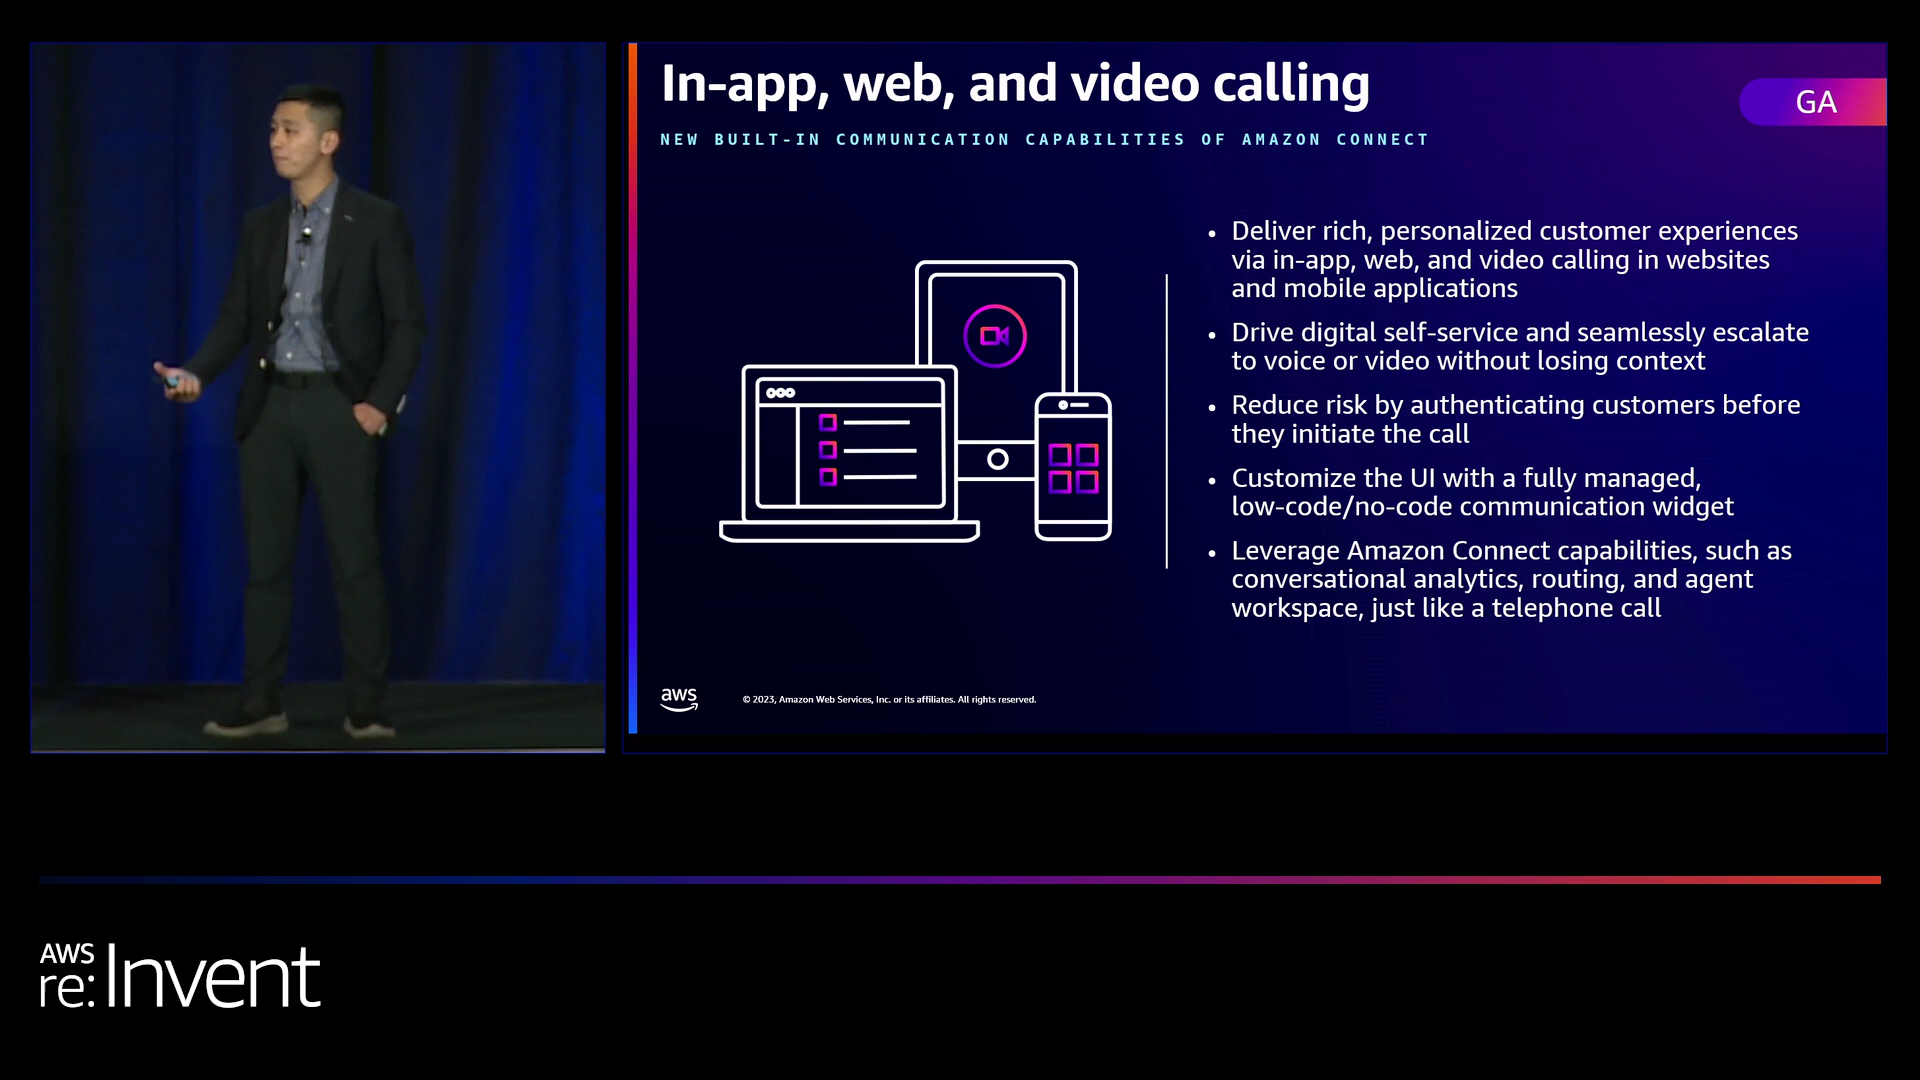 In-app, web, and video calling
GA
NEW BUILT-IN COMMUNICATION CAPABILITIES OF AMAZON CONNECT
• Deliver rich, personalized customer experiences
via in-app, web, and video calling in websites
and mobile applications
• Drive digital self-service and seamlessly escalate
to voice or video without losing context
• Reduce risk by authenticating customers before
they initiate the call
• Customize the UI with a fully managed,
low-code/no-code communication widget
• Leverage Amazon Connect capabilities, such as
conversational analytics, routing, and agent
workspace, just like a telephone call
aws
© 2023, Amazon Web Services, Inc. or its affiliates. All rights reserved.
AWS
re:Invent